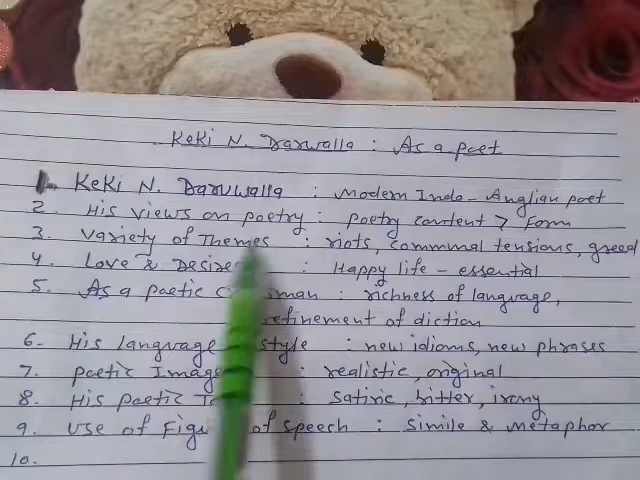 Keki N. Daruwalla : As a poet
1. Keki N. Daruwalla : Modern Indo-Anglian poet
2. His views on poetry : poetry content > Form
3. Variety of Themes : riots, communal tensions, greed
4. Love & Desire : Happy life - essential
5. As a poetic : richness of language,
refinement of diction
6. His language style : new idioms, new phrases
7. Poetic : realistic, original
8. His Poetic : satiric, bitter, irony
9. Use of of speech : simile & metaphor
10.